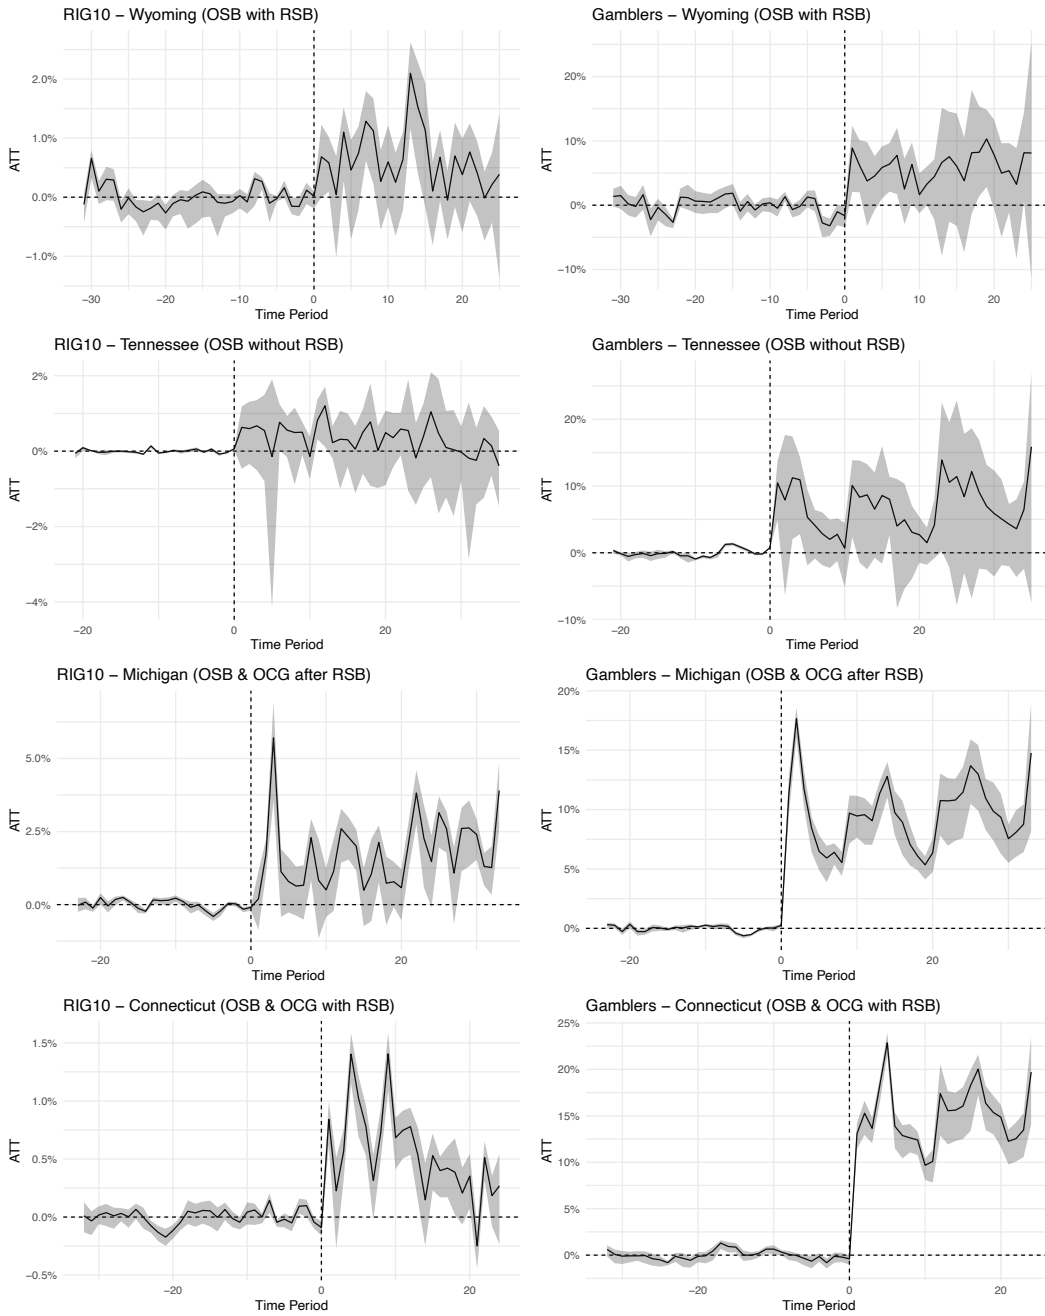 RIG10 − Wyoming (OSB with RSB)
2.0%
1.0%
0.0%
−1.0%
ATT
−30
−20
−10
0
10
20
Time Period
Gamblers − Wyoming (OSB with RSB)
20%
10%
0%
−10%
ATT
−30
−20
−10
0
10
20
Time Period
RIG10 − Tennessee (OSB without RSB)
2%
0%
−2%
−4%
ATT
−20
0
20
Time Period
Gamblers − Tennessee (OSB without RSB)
20%
10%
0%
−10%
ATT
−20
0
20
Time Period
RIG10 − Michigan (OSB & OCG after RSB)
5.0%
2.5%
0.0%
ATT
−20
0
20
Time Period
Gamblers − Michigan (OSB & OCG after RSB)
20%
15%
10%
5%
0%
ATT
−20
0
20
Time Period
RIG10 − Connecticut (OSB & OCG with RSB)
1.5%
1.0%
0.5%
0.0%
−0.5%
ATT
−20
0
20
Time Period
Gamblers − Connecticut (OSB & OCG with RSB)
25%
20%
15%
10%
5%
0%
ATT
−20
0
20
Time Period